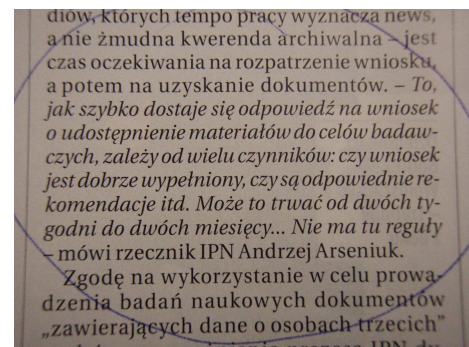 diów, których tempo pracy wyznacza news,
a nie żmudna kwerenda archiwalna – jest
czas oczekiwania na rozpatrzenie wniosku,
a potem na uzyskanie dokumentów. – To,
jak szybko dostaje się odpowiedź na wniosek
o udostępnienie materiałów do celów badaw-
czych, zależy od wielu czynników: czy wniosek
jest dobrze wypełniony, czy są odpowiednie re-
komendacje itd. Może to trwać od dwóch ty-
godni do dwóch miesięcy... Nie ma tu reguły
– mówi rzecznik IPN Andrzej Arseniuk.
Zgodę na wykorzystanie w celu prowa-
dzenia badań naukowych dokumentów
„zawierających dane o osobach trzecich”
prezesa IPN